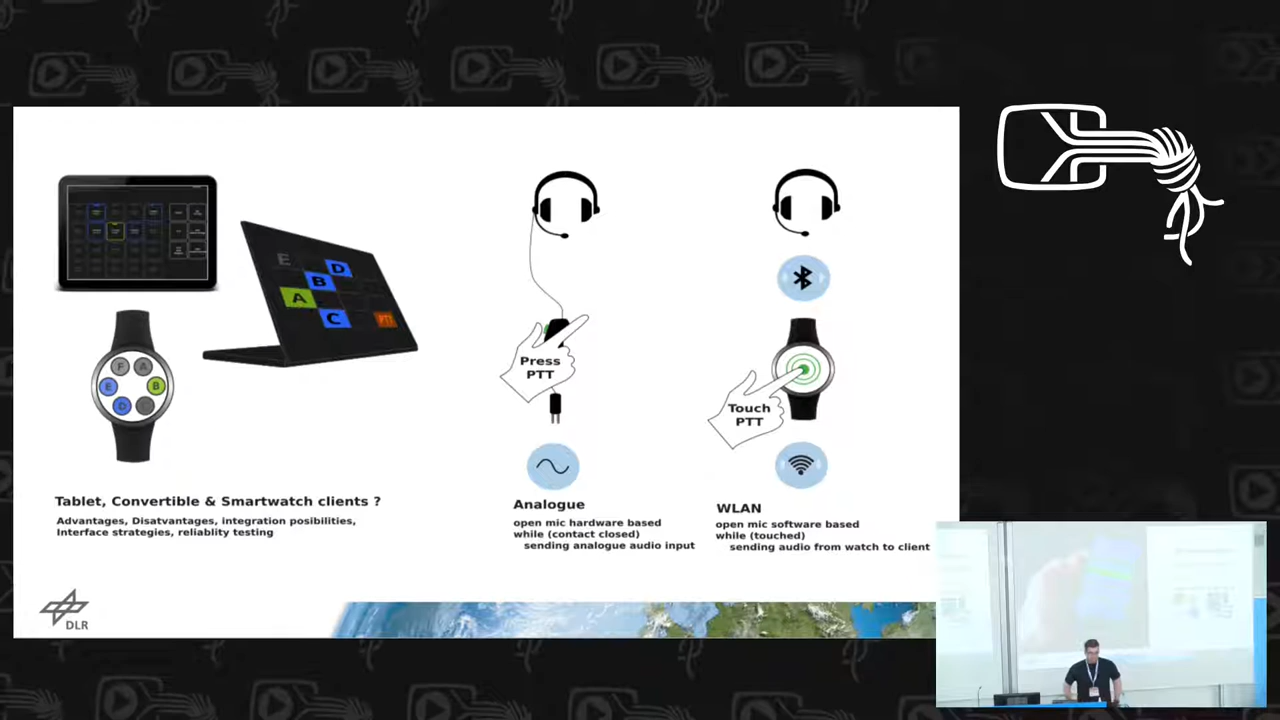 E
D
B
A
C
PTT
F
A
E
B
D
C
Press
PTT
Touch
PTT
Tablet, Convertible & Smartwatch clients ?
Advantages, Disatvantages, integration posibilities,
Interface strategies, reliablity testing
Analogue
open mic hardware based
while (contact closed)
sending analogue audio input
WLAN
open mic software based
while (touched)
sending audio from watch to client
DLR